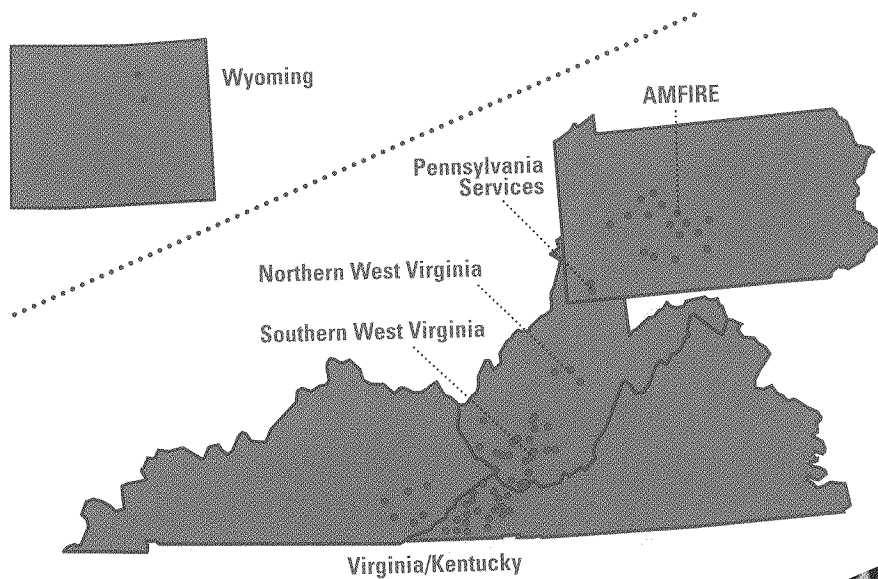 Wyoming
AMFIRE
Pennsylvania
Services
Northern West Virginia
Southern West Virginia
Virginia/Kentucky